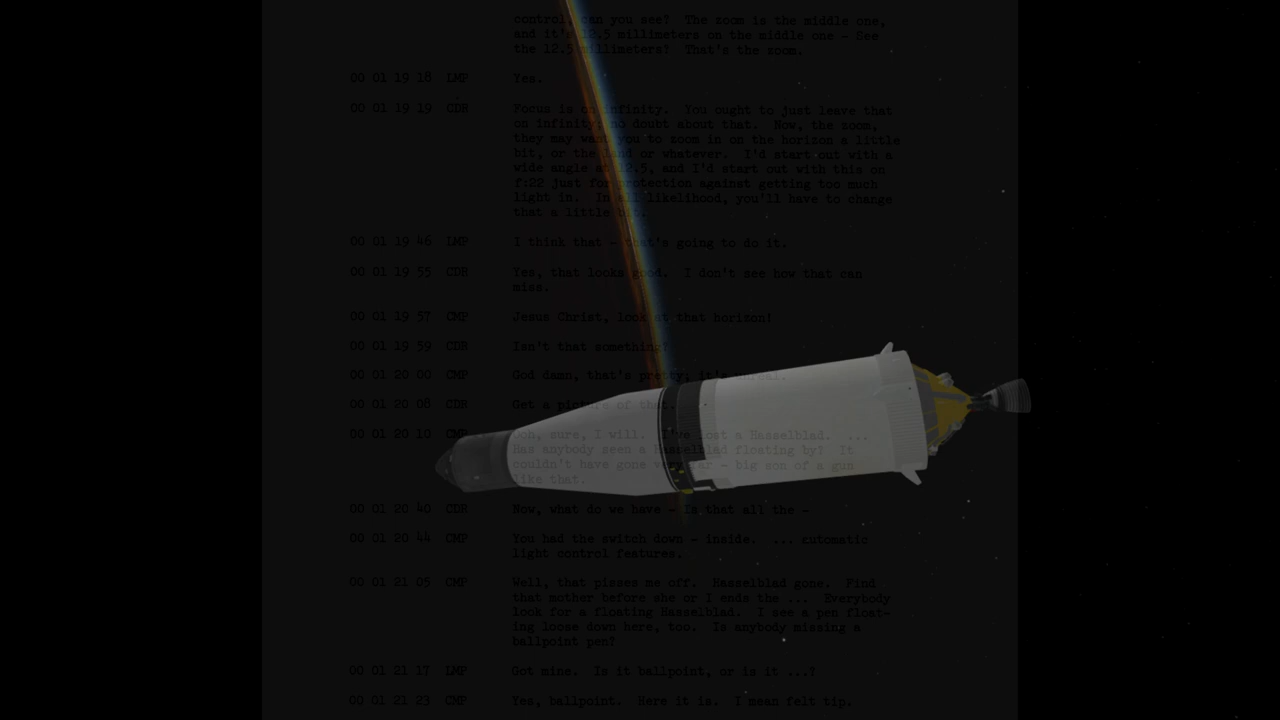 control, can you see? The zoom is the middle one,
and it's 12.5 millimeters on the middle one - See
the 12.5 millimeters? That's the zoom.
00 01 19 18 LMP Yes.
00 01 19 19 CDR Focus is on infinity. You ought to just leave that
on infinity; no doubt about that. Now, the zoom,
they may want you to zoom in on the horizon a little
bit, or the land or whatever. I'd start out with a
wide angle at 12.5, and I'd start out with this on
f:22 just for protection against getting too much
light in. In all likelihood, you'll have to change
that a little bit.
00 01 19 46 LMP I think that - that's going to do it.
00 01 19 55 CDR Yes, that looks good. I don't see how that can
miss.
00 01 19 57 CMP Jesus Christ, look at that horizon!
00 01 19 59 CDR Isn't that something?
00 01 20 00 CMP God damn, that's pretty; it's unreal.
00 01 20 08 CDR Get a picture of that.
00 01 20 10 CMP Ooh, sure, I will. I've lost a Hasselblad. ...
Has anybody seen a Hasselblad floating by? It
couldn't have gone very far - big son of a gun
like that.
00 01 20 40 CDR Now, what do we have - Is that all the -
00 01 20 44 CMP You had the switch down - inside. ... automatic
light control features.
00 01 21 05 CMP Well, that pisses me off. Hasselblad gone. Find
that mother before she or I ends the ... Everybody
look for a floating Hasselblad. I see a pen float-
ing loose down here, too. Is anybody missing a
ballpoint pen?
00 01 21 17 LMP Got mine. Is it ballpoint, or is it ...?
00 01 21 23 CMP Yes, ballpoint. Here it is. I mean felt tip.